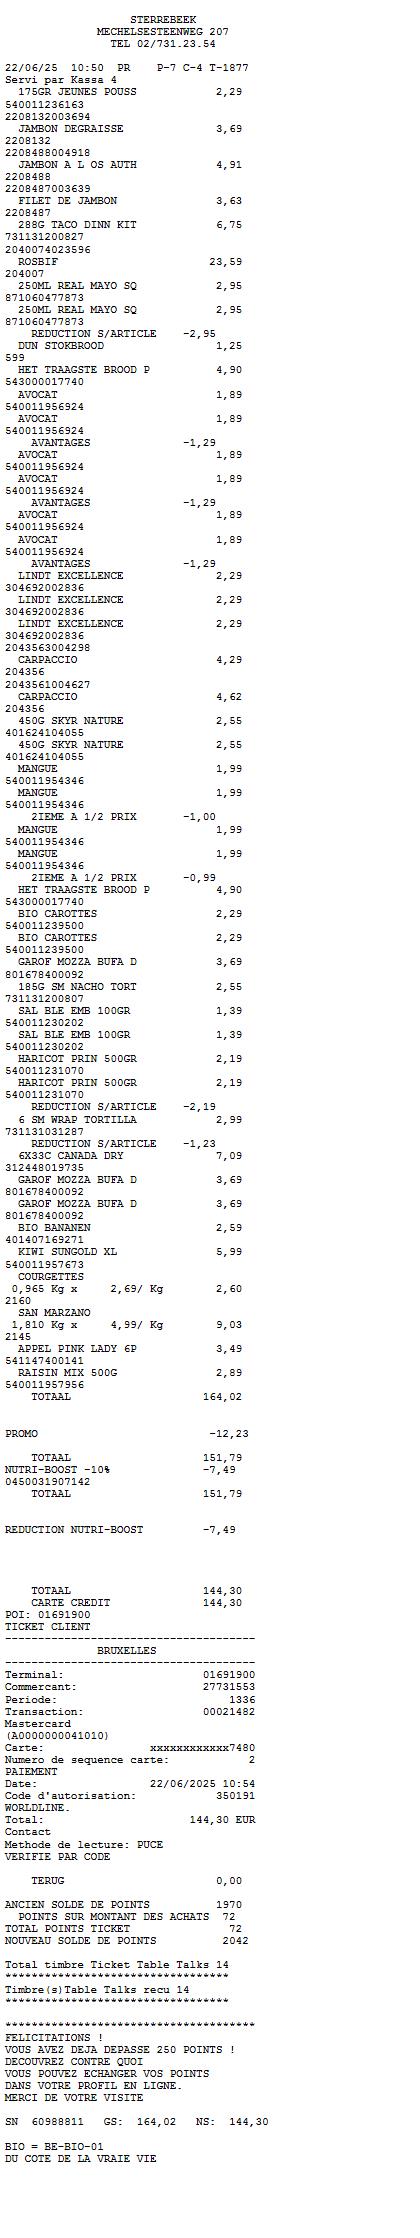 STERREBEEK
MECHELSESTEENWEG 207
TEL 02/731.23.54
22/06/25 10:50 PR P-7 C-4 T-1877
Servi par Kassa 4
175GR JEUNES POUSS 2,29
540011236163
2208132003694
JAMBON DEGRAISSE 3,69
2208132
2208488004918
JAMBON A L OS AUTH 4,91
2208488
2208487003639
FILET DE JAMBON 3,63
2208487
288G TACO DINN KIT 6,75
731131200827
2040074023596
ROSBIF 23,59
204007
250ML REAL MAYO SQ 2,95
871060477873
250ML REAL MAYO SQ 2,95
871060477873
REDUCTION S/ARTICLE -2,95
DUN STOKBROOD 1,25
599
HET TRAAGSTE BROOD P 4,90
543000017740
AVOCAT 1,89
540011956924
AVOCAT 1,89
540011956924
AVANTAGES -1,29
AVOCAT 1,89
540011956924
AVOCAT 1,89
540011956924
AVANTAGES -1,29
AVOCAT 1,89
540011956924
AVOCAT 1,89
540011956924
AVANTAGES -1,29
LINDT EXCELLENCE 2,29
304692002836
LINDT EXCELLENCE 2,29
304692002836
LINDT EXCELLENCE 2,29
304692002836
2043563004298
CARPACCIO 4,29
204356
2043561004627
CARPACCIO 4,62
204356
450G SKYR NATURE 2,55
401624104055
450G SKYR NATURE 2,55
401624104055
MANGUE 1,99
540011954346
MANGUE 1,99
540011954346
2IEME A 1/2 PRIX -1,00
MANGUE 1,99
540011954346
MANGUE 1,99
540011954346
2IEME A 1/2 PRIX -0,99
HET TRAAGSTE BROOD P 4,90
543000017740
BIO CAROTTES 2,29
540011239500
BIO CAROTTES 2,29
540011239500
GAROF MOZZA BUFA D 3,69
801678400092
185G SM NACHO TORT 2,55
731131200807
SAL BLE EMB 100GR 1,39
540011230202
SAL BLE EMB 100GR 1,39
540011230202
HARICOT PRIN 500GR 2,19
540011231070
HARICOT PRIN 500GR 2,19
540011231070
REDUCTION S/ARTICLE -2,19
6 SM WRAP TORTILLA 2,99
731131031287
REDUCTION S/ARTICLE -1,23
6X33C CANADA DRY 7,09
312448019735
GAROF MOZZA BUFA D 3,69
801678400092
GAROF MOZZA BUFA D 3,69
801678400092
BIO BANANEN 2,59
401407169271
KIWI SUNGOLD XL 5,99
540011957673
COURGETTES
0,965 Kg x 2,69/ Kg 2,60
2160
SAN MARZANO
1,810 Kg x 4,99/ Kg 9,03
2145
APPEL PINK LADY 6P 3,49
541147400141
RAISIN MIX 500G 2,89
540011957956
TOTAAL 164,02
PROMO -12,23
TOTAAL 151,79
NUTRI-BOOST -10% -7,49
0450031907142
TOTAAL 151,79
REDUCTION NUTRI-BOOST -7,49
TOTAAL 144,30
CARTE CREDIT 144,30
POI: 01691900
TICKET CLIENT
--------------------------------------
BRUXELLES
--------------------------------------
Terminal: 01691900
Commercant: 27731553
Periode: 1336
Transaction: 00021482
Mastercard
(A0000000041010)
Carte: xxxxxxxxxxxx7480
Numero de sequence carte: 2
PAIEMENT
Date: 22/06/2025 10:54
Code d'autorisation: 350191
WORLDLINE.
Total: 144,30 EUR
Contact
Methode de lecture: PUCE
VERIFIE PAR CODE
TERUG 0,00
ANCIEN SOLDE DE POINTS 1970
POINTS SUR MONTANT DES ACHATS 72
TOTAL POINTS TICKET 72
NOUVEAU SOLDE DE POINTS 2042
Total timbre Ticket Table Talks 14
**********************************
Timbre(s)Table Talks recu 14
**********************************
**************************************
FELICITATIONS !
VOUS AVEZ DEJA DEPASSE 250 POINTS !
DECOUVREZ CONTRE QUOI
VOUS POUVEZ ECHANGER VOS POINTS
DANS VOTRE PROFIL EN LIGNE.
MERCI DE VOTRE VISITE
SN 60988811 GS: 164,02 NS: 144,30
BIO = BE-BIO-01
DU COTE DE LA VRAIE VIE